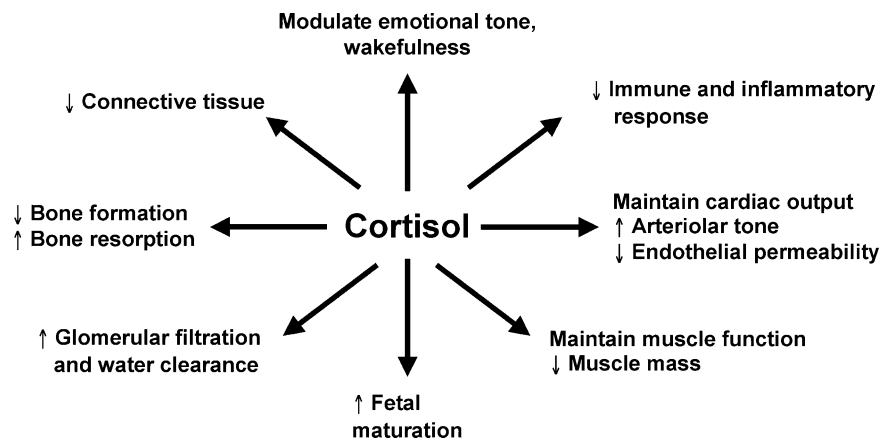 Modulate emotional tone,
wakefulness
↓ Connective tissue
↓ Immune and inflammatory
response
↓ Bone formation
↑ Bone resorption
Cortisol
Maintain cardiac output
↑ Arteriolar tone
↓ Endothelial permeability
↑ Glomerular filtration
and water clearance
Maintain muscle function
↓ Muscle mass
↑ Fetal
maturation